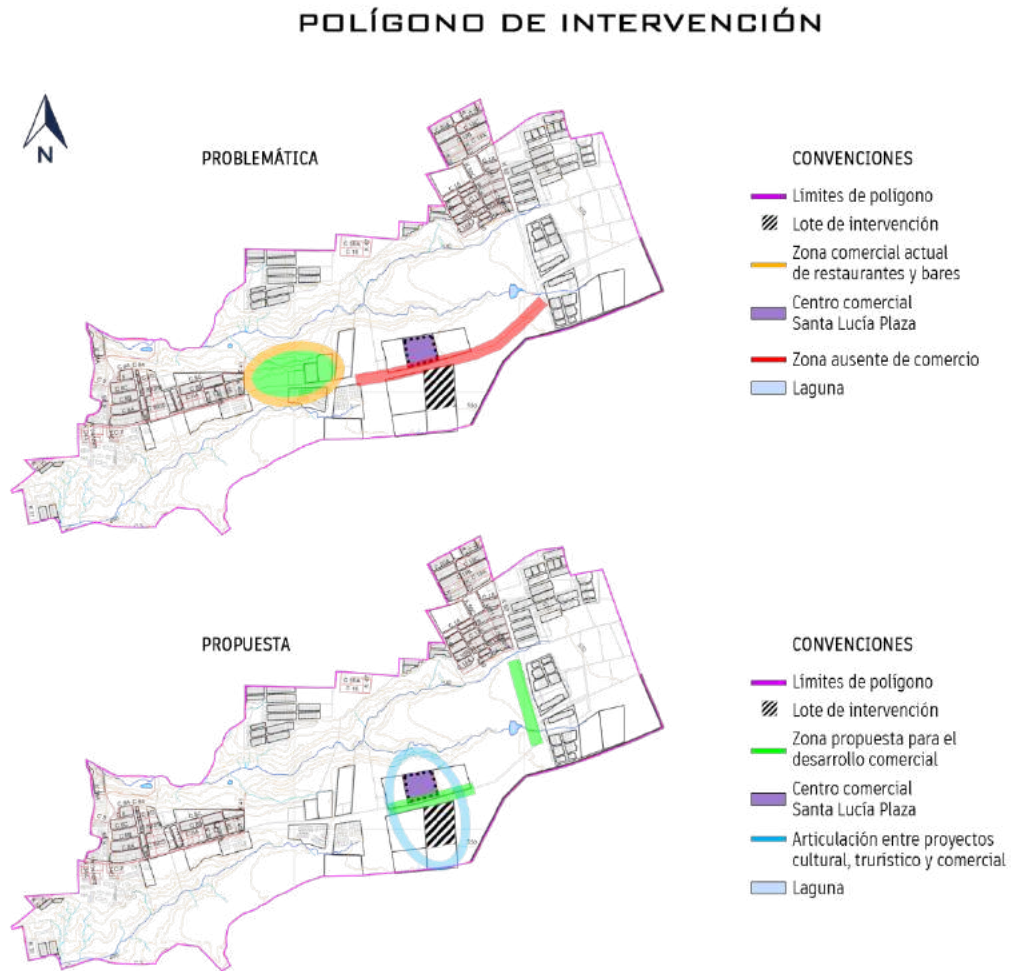 POLÍGONO DE INTERVENCIÓN
N
PROBLEMÁTICA
CONVENCIONES
Límites de polígono
Lote de intervención
Zona comercial actual
de restaurantes y bares
Centro comercial
Santa Lucía Plaza
Zona ausente de comercio
Laguna
PROPUESTA
CONVENCIONES
Límites de polígono
Lote de intervención
Zona propuesta para el
desarrollo comercial
Centro comercial
Santa Lucía Plaza
Articulación entre proyectos
cultural, trurístico y comercial
Laguna